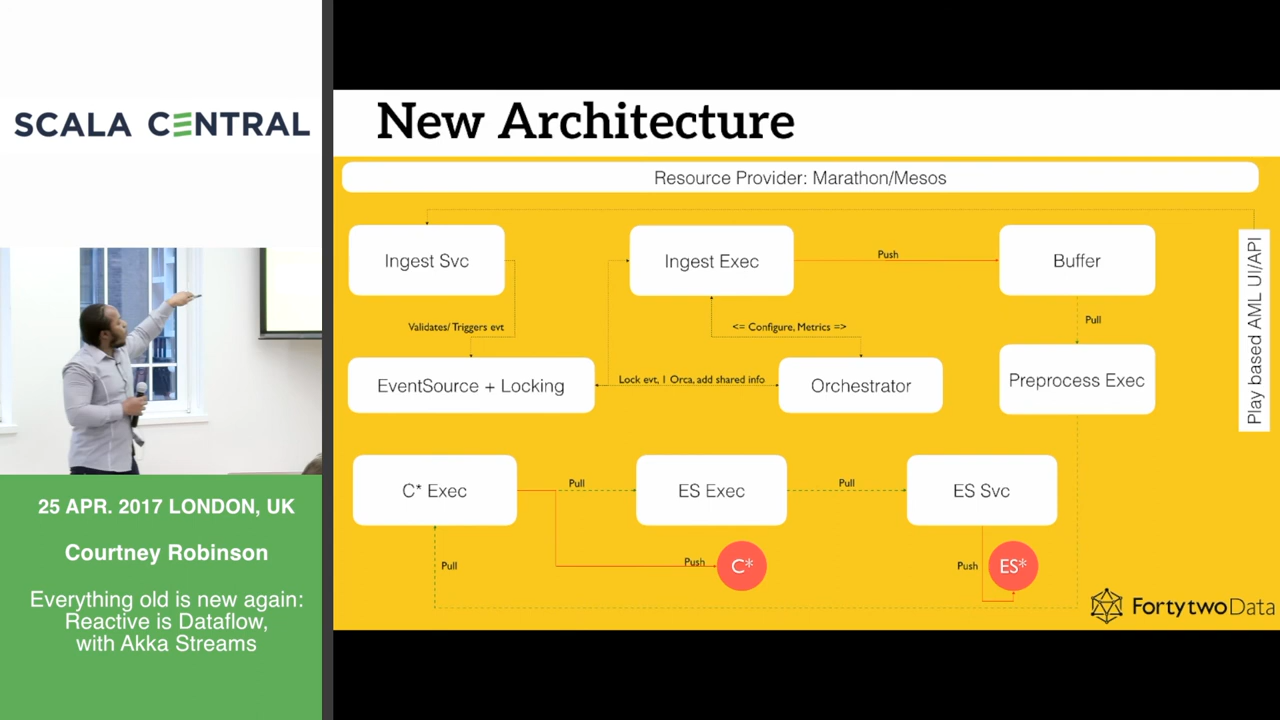 SCALA CENTRAL
25 APR. 2017 LONDON, UK
Courtney Robinson
Everything old is new again:
Reactive is Dataflow,
with Akka Streams
New Architecture
Resource Provider: Marathon/Mesos
Ingest Svc
Ingest Exec
Push
Buffer
Play based AML UI/API
Validates/ Triggers evt
<= Configure, Metrics =>
Pull
EventSource + Locking
Lock evt, 1 Orca, add shared info
Orchestrator
Preprocess Exec
C* Exec
Pull
ES Exec
Pull
ES Svc
Pull
Push
C*
Push
ES*
FortytwoData